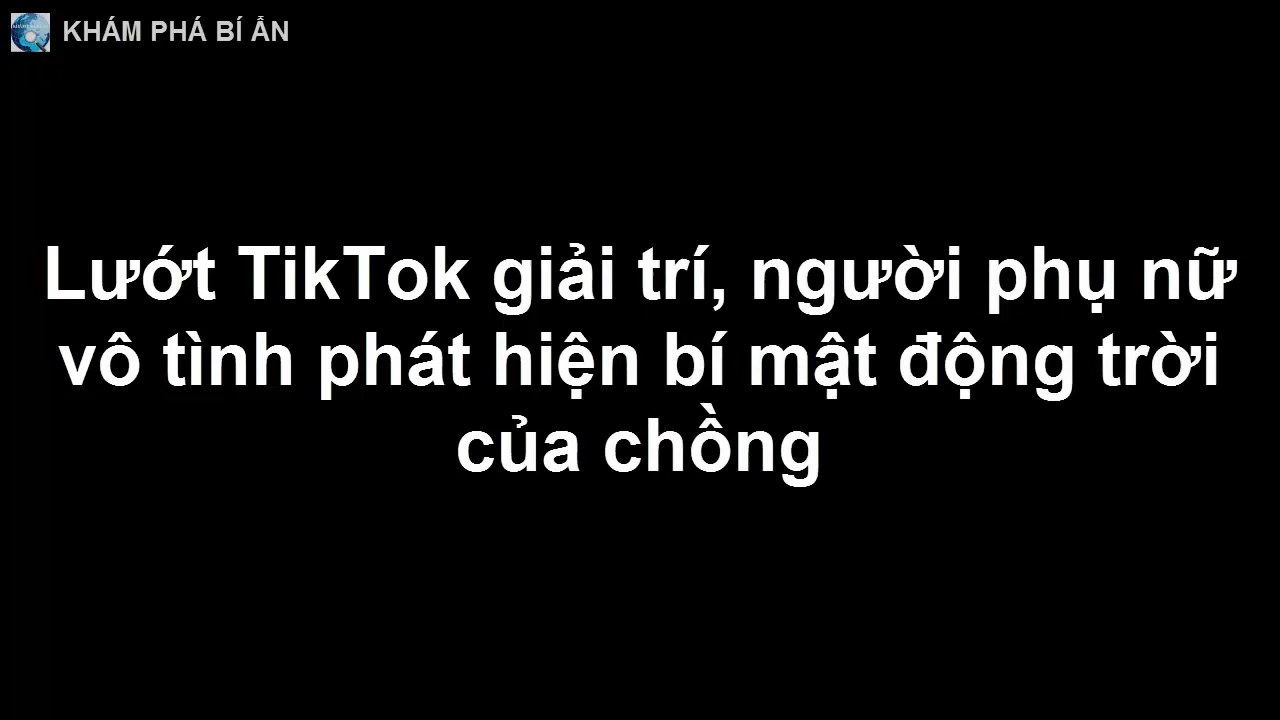 KHÁM PHÁ BÍ ẨN
Lướt TikTok giải trí, người phụ nữ
vô tình phát hiện bí mật động trời
của chồng